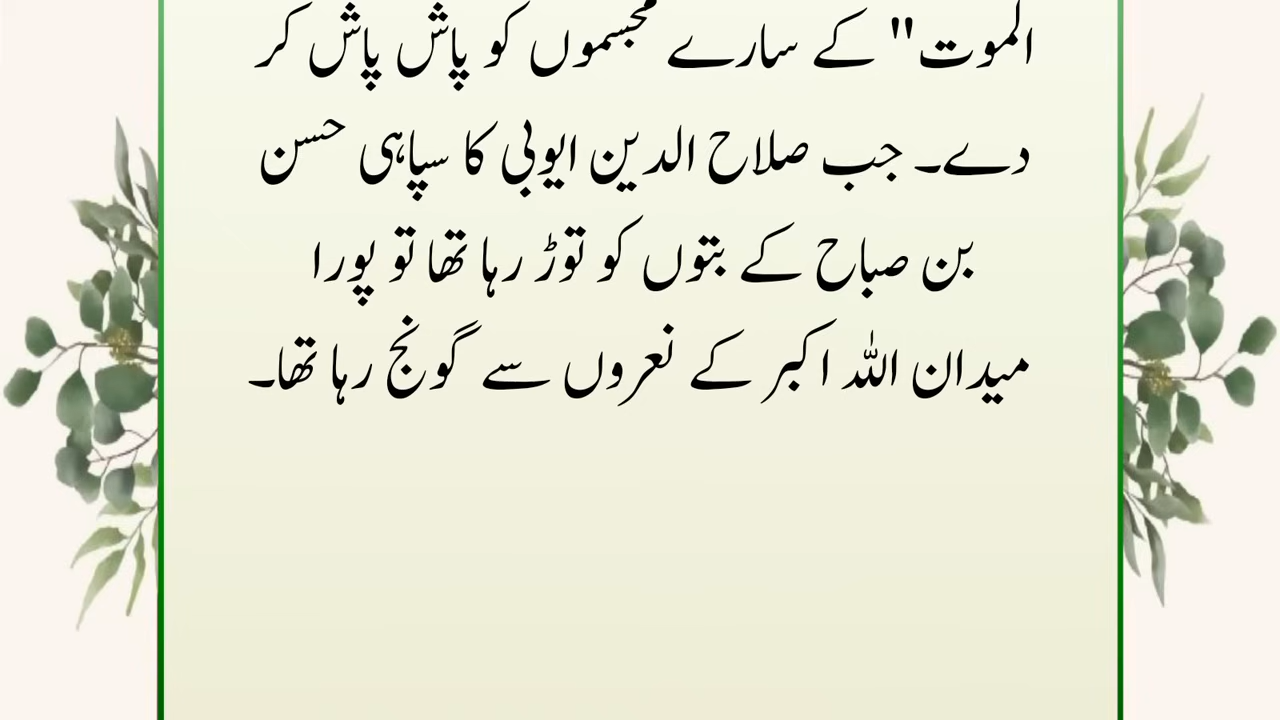 الموت" کے سارے مجسموں کو پاش پاش کر
دے۔ جب صلاح الدین ایوبی کا سپاہی حسن
بن صباح کے بتوں کو توڑ رہا تھا تو پورا
میدان اللہ اکبر کے نعروں سے گونج رہا تھا۔